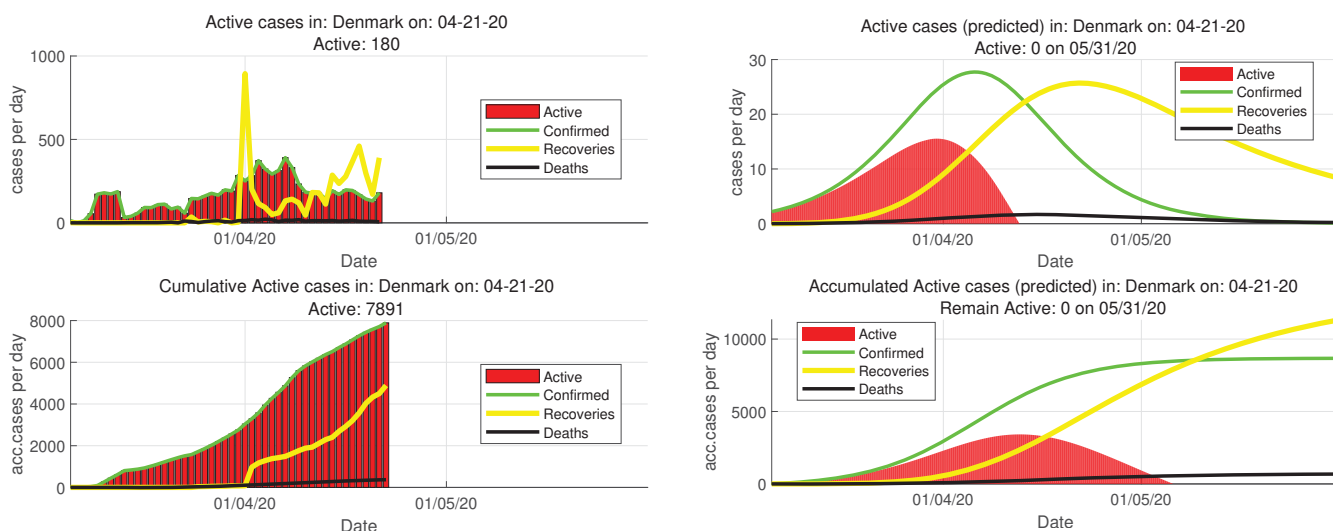 Active cases in: Denmark on: 04-21-20
Active: 180
cases per day
1000
500
0
Active
Confirmed
Recoveries
Deaths
01/04/20
01/05/20
Date
Active cases (predicted) in: Denmark on: 04-21-20
Active: 0 on 05/31/20
cases per day
30
20
10
0
Active
Confirmed
Recoveries
Deaths
01/04/20
01/05/20
Date
Cumulative Active cases in: Denmark on: 04-21-20
Active: 7891
acc.cases per day
8000
6000
4000
2000
0
Active
Confirmed
Recoveries
Deaths
01/04/20
01/05/20
Date
Accumulated Active cases (predicted) in: Denmark on: 04-21-20
Remain Active: 0 on 05/31/20
acc.cases per day
10000
5000
0
Active
Confirmed
Recoveries
Deaths
01/04/20
01/05/20
Date